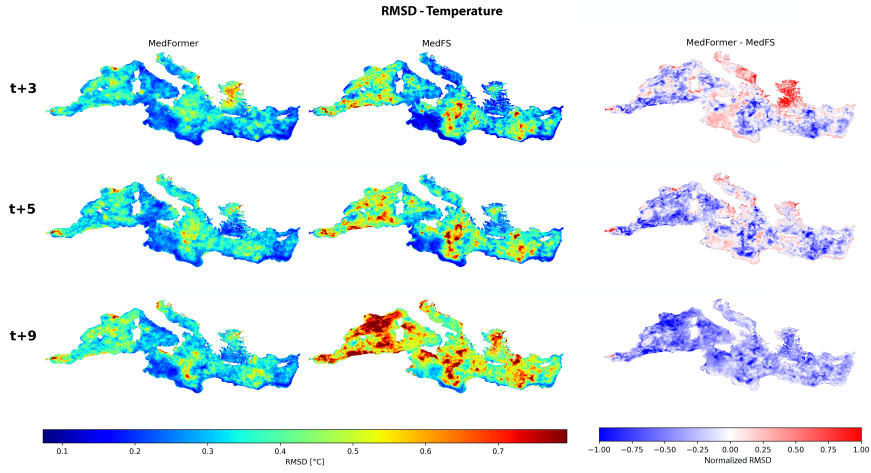 RMSD - Temperature
MedFormer
MedFS
MedFormer - MedFS
t+3
t+5
t+9
0.1 0.2 0.3 0.4 0.5 0.6 0.7
RMSD [°C]
−1.00 −0.75 −0.50 −0.25 0.00 0.25 0.50 0.75 1.00
Normalized RMSD